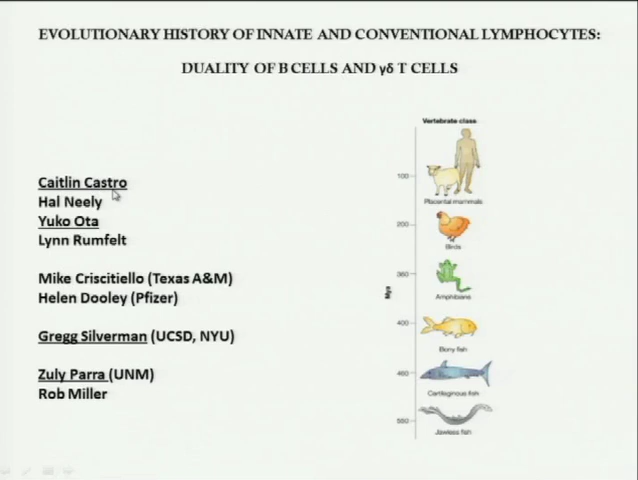 EVOLUTIONARY HISTORY OF INNATE AND CONVENTIONAL LYMPHOCYTES:
DUALITY OF B CELLS AND γδ T CELLS
Caitlin Castro
Hal Neely
Yuko Ota
Lynn Rumfelt
Mike Criscitiello (Texas A&M)
Helen Dooley (Pfizer)
Gregg Silverman (UCSD, NYU)
Zuly Parra (UNM)
Rob Miller
Vertebrate class
100
Placental mammals
200
Birds
Mya
Amphibians
400
Bony fish
Cartilaginous fish
Jawless fish